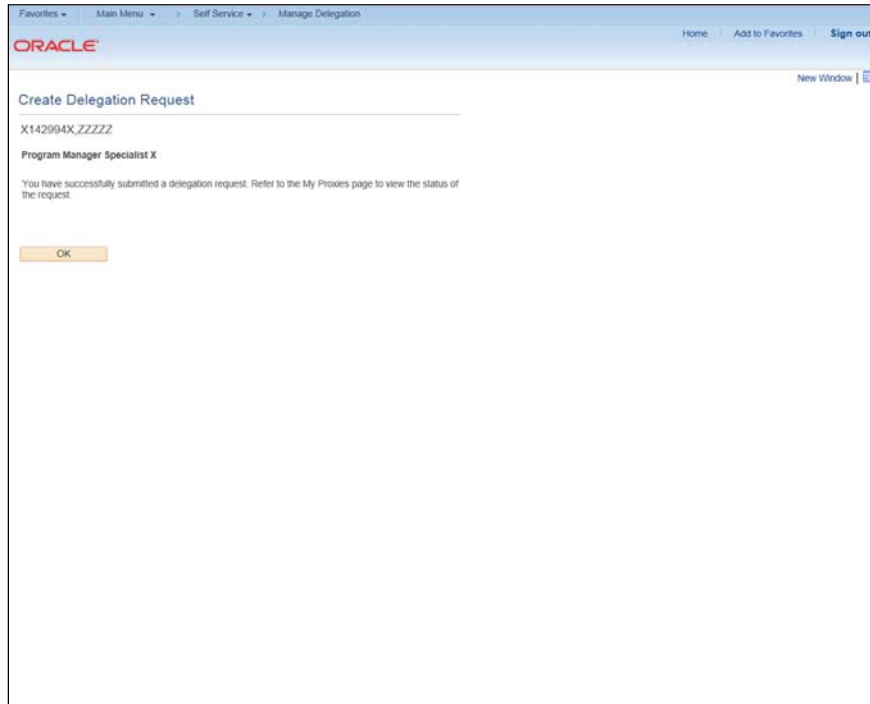 Favorites Main Menu > Self Service > Manage Delegation
Home Add to Favorites Sign out
ORACLE
New Window |
Create Delegation Request
X142994X,ZZZZZ
Program Manager Specialist X
You have successfully submitted a delegation request. Refer to the My Proxies page to view the status of
the request.
OK